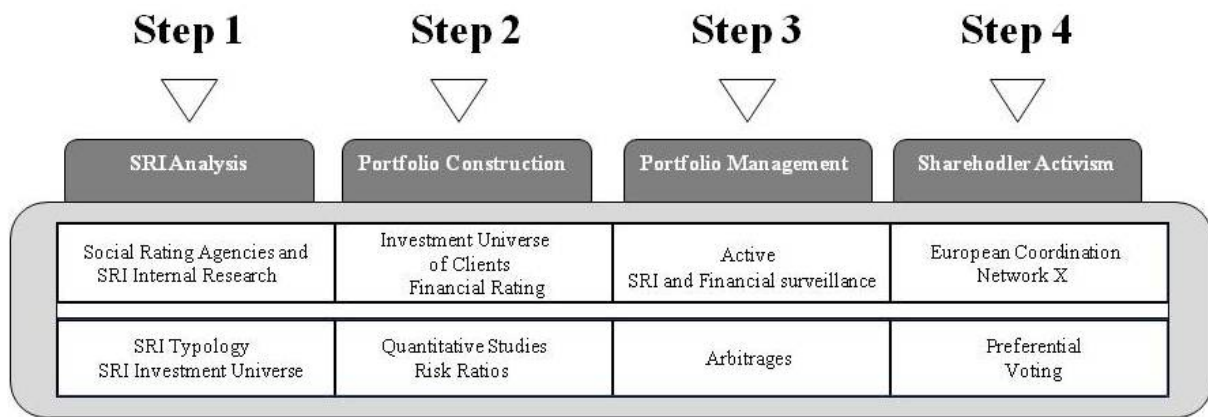 Step 1
Step 2
Step 3
Step 4
SRI Analysis
Portfolio Construction
Portfolio Management
Sharehodler Activism
Social Rating Agencies and
SRI Internal Research
Investment Universe
of Clients
Financial Rating
Active
SRI and Financial surveillance
European Coordination
Network X
SRI Typology
SRI Investment Universe
Quantitative Studies
Risk Ratios
Arbitrages
Preferential
Voting